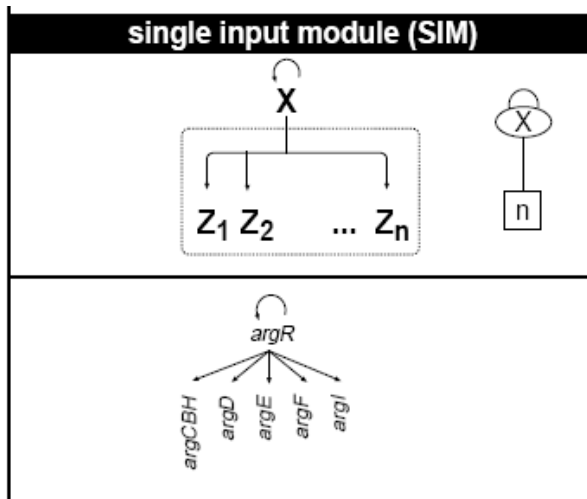 single input module (SIM)
X
X
Z1 Z2 ... Zn
n
argR
argCBH argD argE argF argI